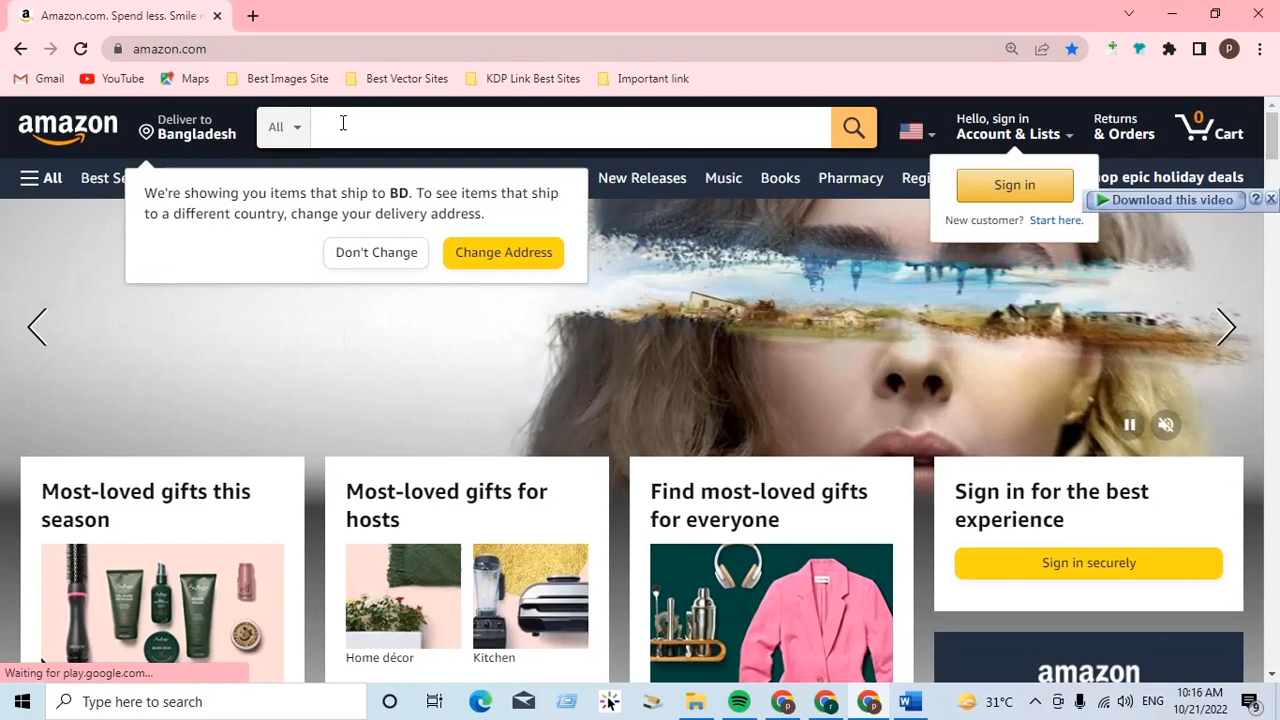 Amazon.com. Spend less. Smile
amazon.com
Gmail
YouTube
Maps
Best Images Site
Best Vector Sites
KDP Link Best Sites
Important link
p
amazon
Deliver to
Bangladesh
All
Hello, sign in
Account & Lists
Returns
& Orders
0
Cart
All
Best Se
New Releases
Music
Books
Pharmacy
Regi
hop epic holiday deals
We're showing you items that ship to BD. To see items that ship
to a different country, change your delivery address.
Don't Change
Change Address
Sign in
New customer? Start here.
Download this video
Most-loved gifts this
season
Most-loved gifts for
hosts
Home décor
Kitchen
Find most-loved gifts
for everyone
Sign in for the best
experience
Sign in securely
amazon
Waiting for play.google.com...
Type here to search
31°C
ENG
10:16 AM
10/21/2022
9